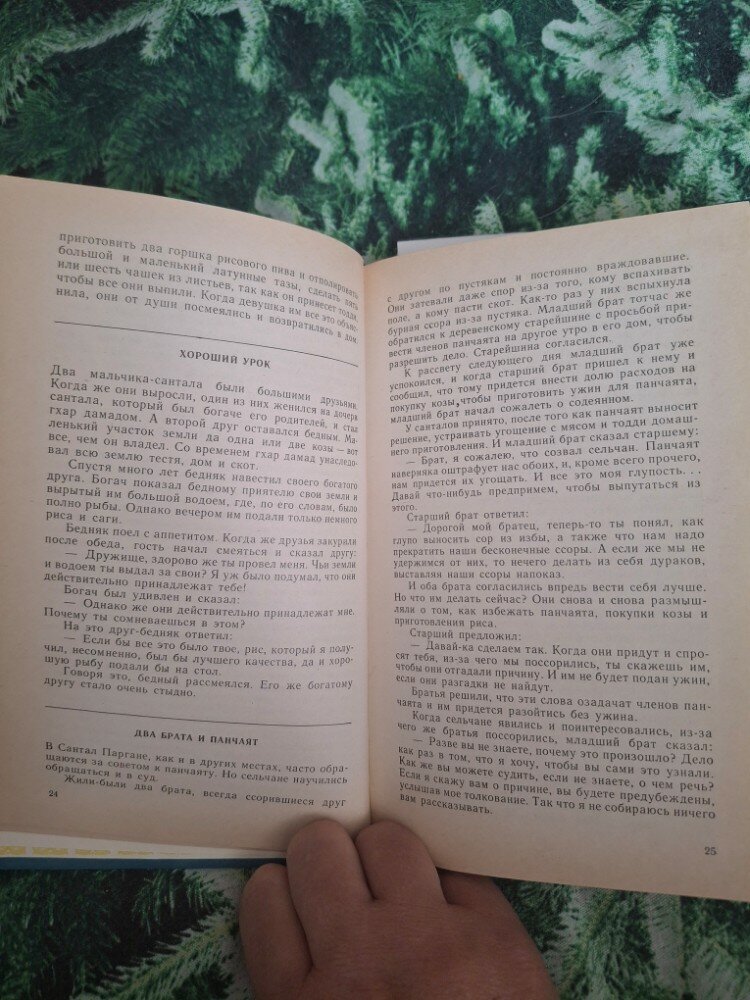 приготовить два горшка рисового пива и отполировать
большой и маленький латунные тазы, сделать пять
или шесть чашек из листьев, так как он принесет тодди,
чтобы все они выпили. Когда девушка им все это объяс-
нила, они от души посмеялись и возвратились в дом.
ХОРОШИЙ УРОК
Два мальчика-сантала были большими друзьями.
Когда же они выросли, один из них женился на дочери
сантала, который был богаче его родителей, и стал
гхар дамадом. А второй друг оставался бедным. Ма-
ленький участок земли да одна или две козы — вот
все, чем он владел. Со временем гхар дамад унаследо-
вал всю землю тестя, дом и скот.
Спустя много лет бедняк навестил своего богатого
друга. Богач показал бедному приятелю свои земли и
вырытый им большой водоем, где, по его словам, было
полно рыбы. Однако вечером им подали только немного
риса и саги.
Бедняк поел с аппетитом. Когда же друзья закурили
после обеда, гость начал смеяться и сказал другу:
— Дружище, здорово же ты провел меня. Чьи земли
и водоем ты выдал за свои? Я уж было подумал, что они
действительно принадлежат тебе!
Богач был удивлен и сказал:
— Однако же они действительно принадлежат мне.
Почему ты сомневаешься в этом?
На это друг-бедняк ответил:
— Если бы все это было твое, рис, который я полу-
чил, несомненно, был бы лучшего качества, да и хоро-
шую рыбу подали бы на стол.
Говоря это, бедный рассмеялся. Его же богатому
другу стало очень стыдно.
ДВА БРАТА И ПАНЧАЯТ
В Сантал Паргане, как и в других местах, часто обра-
щаются за советом к панчаяту. Но сельчане научились
обращаться и в суд.
Жили-были два брата, всегда ссорившиеся друг
24
с другом по пустякам и постоянно враждовавшие.
Они затевали даже спор из-за того, кому вспахивать
поле, а кому пасти скот. Как-то раз у них вспыхнула
бурная ссора из-за пустяка. Младший брат тотчас же
обратился к деревенскому старейшине с просьбой при-
вести членов панчаята на другое утро в его дом, чтобы
разрешить дело. Старейшина согласился.
К рассвету следующего дня младший брат уже
успокоился, и когда старший брат пришел к нему и
сообщил, что тому придется внести долю расходов на
покупку козы, чтобы приготовить ужин для панчаята,
младший брат начал сожалеть о содеянном.
У санталов принято, после того как панчаят выносит
решение, устраивать угощение с мясом и тодди домаш-
него приготовления. И младший брат сказал старшему:
— Брат, я сожалею, что созвал сельчан. Панчаят
наверняка оштрафует нас обоих, и, кроме всего прочего,
нам придется их угощать. И все это моя глупость. . .
Давай что-нибудь предпримем, чтобы выпутаться из
этого.
Старший брат ответил:
— Дорогой мой братец, теперь-то ты понял, как
глупо выносить сор из избы, а также что нам надо
прекратить наши бесконечные ссоры. А если же мы не
удержимся от них, то нечего делать из себя дураков,
выставляя наши ссоры напоказ.
И оба брата согласились впредь вести себя лучше.
Но что им делать сейчас? Они снова и снова размыш-
ляли о том, как избежать панчаята, покупки козы и
приготовления риса.
Старший предложил:
— Давай-ка сделаем так. Когда они придут и спро-
сят тебя, из-за чего мы поссорились, ты скажешь им,
чтобы они отгадали причину. И им не будет подан ужин,
если они разгадки не найдут.
Братья решили, что эти слова озадачат членов пан-
чаята и им придется разойтись без ужина.
Когда сельчане явились и поинтересовались, из-за
чего же братья поссорились, младший брат сказал:
— Разве вы не знаете, почему это произошло? Дело
как раз в том, что я хочу, чтобы вы сами это узнали.
Как же вы можете судить, если не знаете, о чем речь?
Если я скажу вам о причине, вы будете предубеждены,
услышав мое толкование. Так что я не собираюсь ничего
вам рассказывать.
25